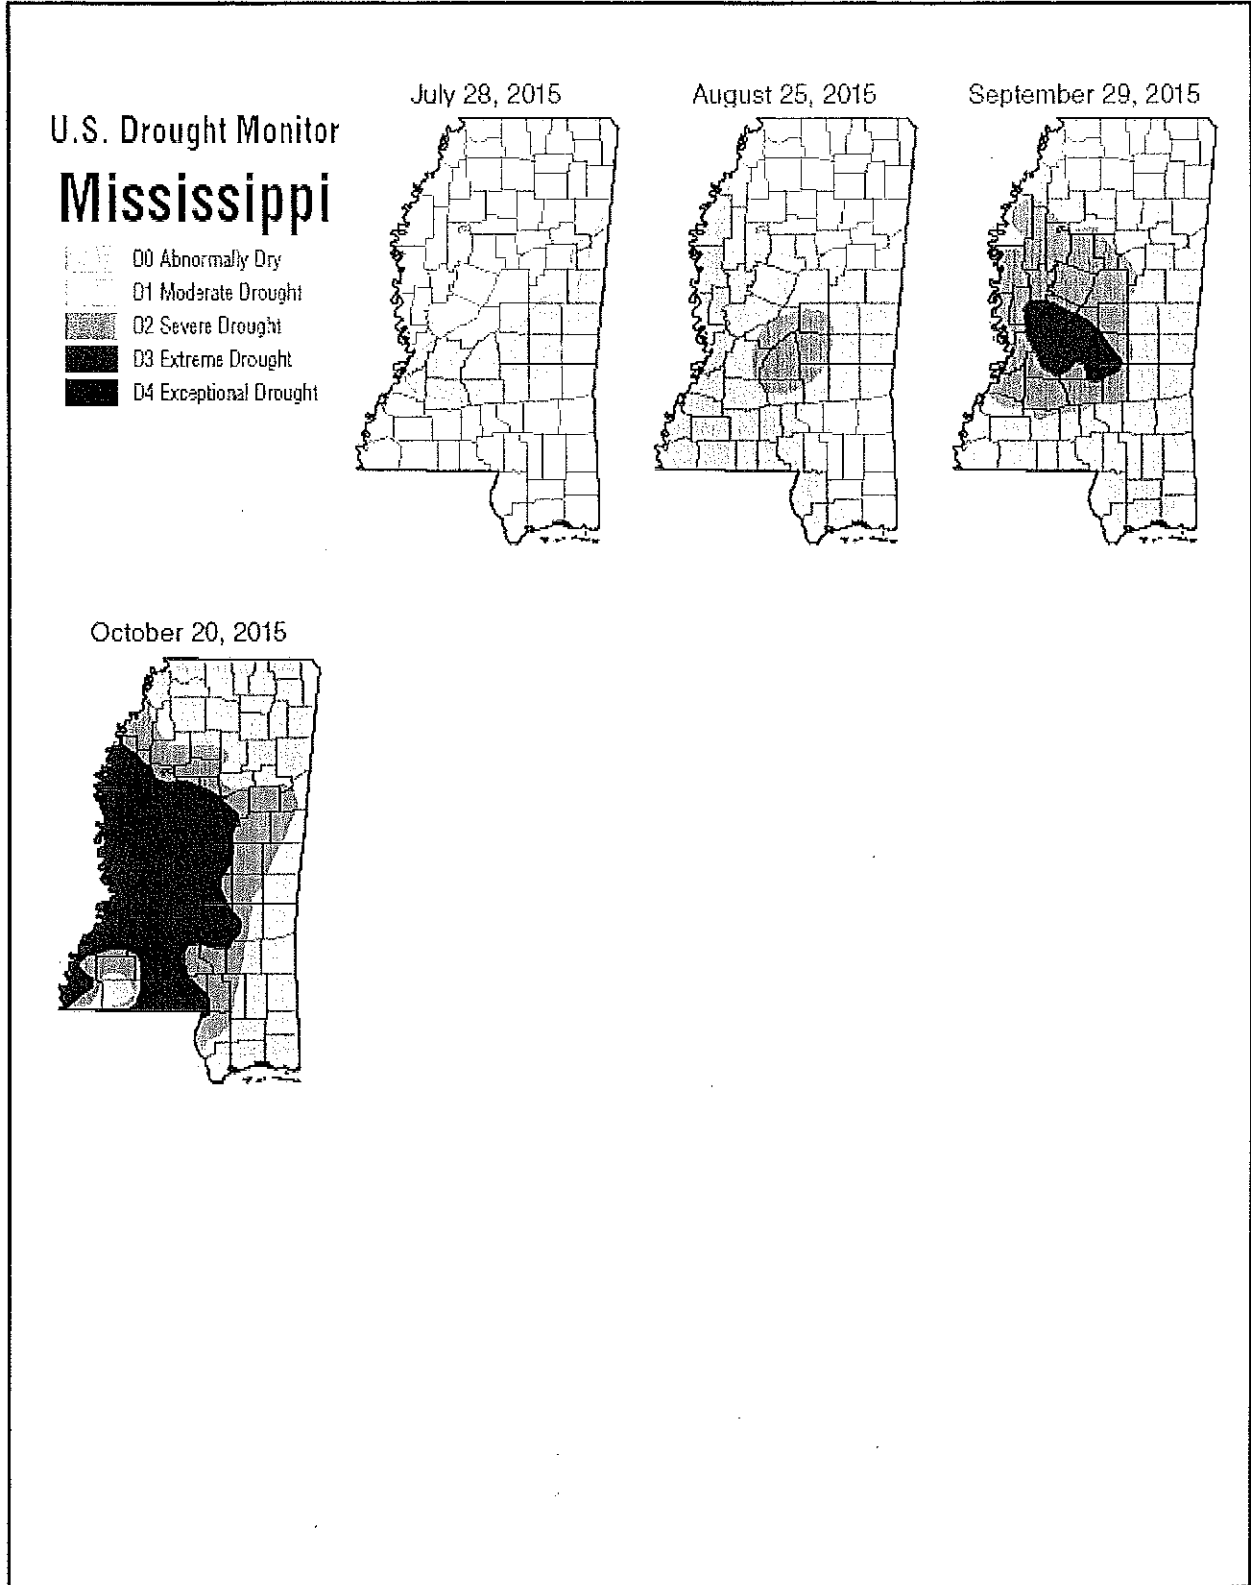 U.S. Drought Monitor
Mississippi
D0 Abnormally Dry
D1 Moderate Drought
D2 Severe Drought
D3 Extreme Drought
D4 Exceptional Drought
July 28, 2015
August 25, 2015
September 29, 2015
October 20, 2015